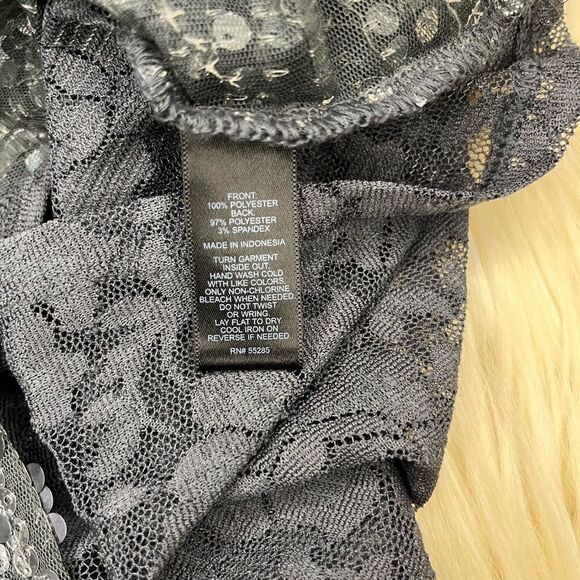 FRONT:
100% POLYESTER
BACK:
97% POLYESTER
3% SPANDEX
MADE IN INDONESIA
TURN GARMENT
INSIDE OUT.
HAND WASH COLD
WITH LIKE COLORS.
ONLY NON-CHLORINE
BLEACH WHEN NEEDED.
DO NOT TWIST
OR WRING.
LAY FLAT TO DRY.
COOL IRON ON
REVERSE IF NEEDED.
RN# 55285